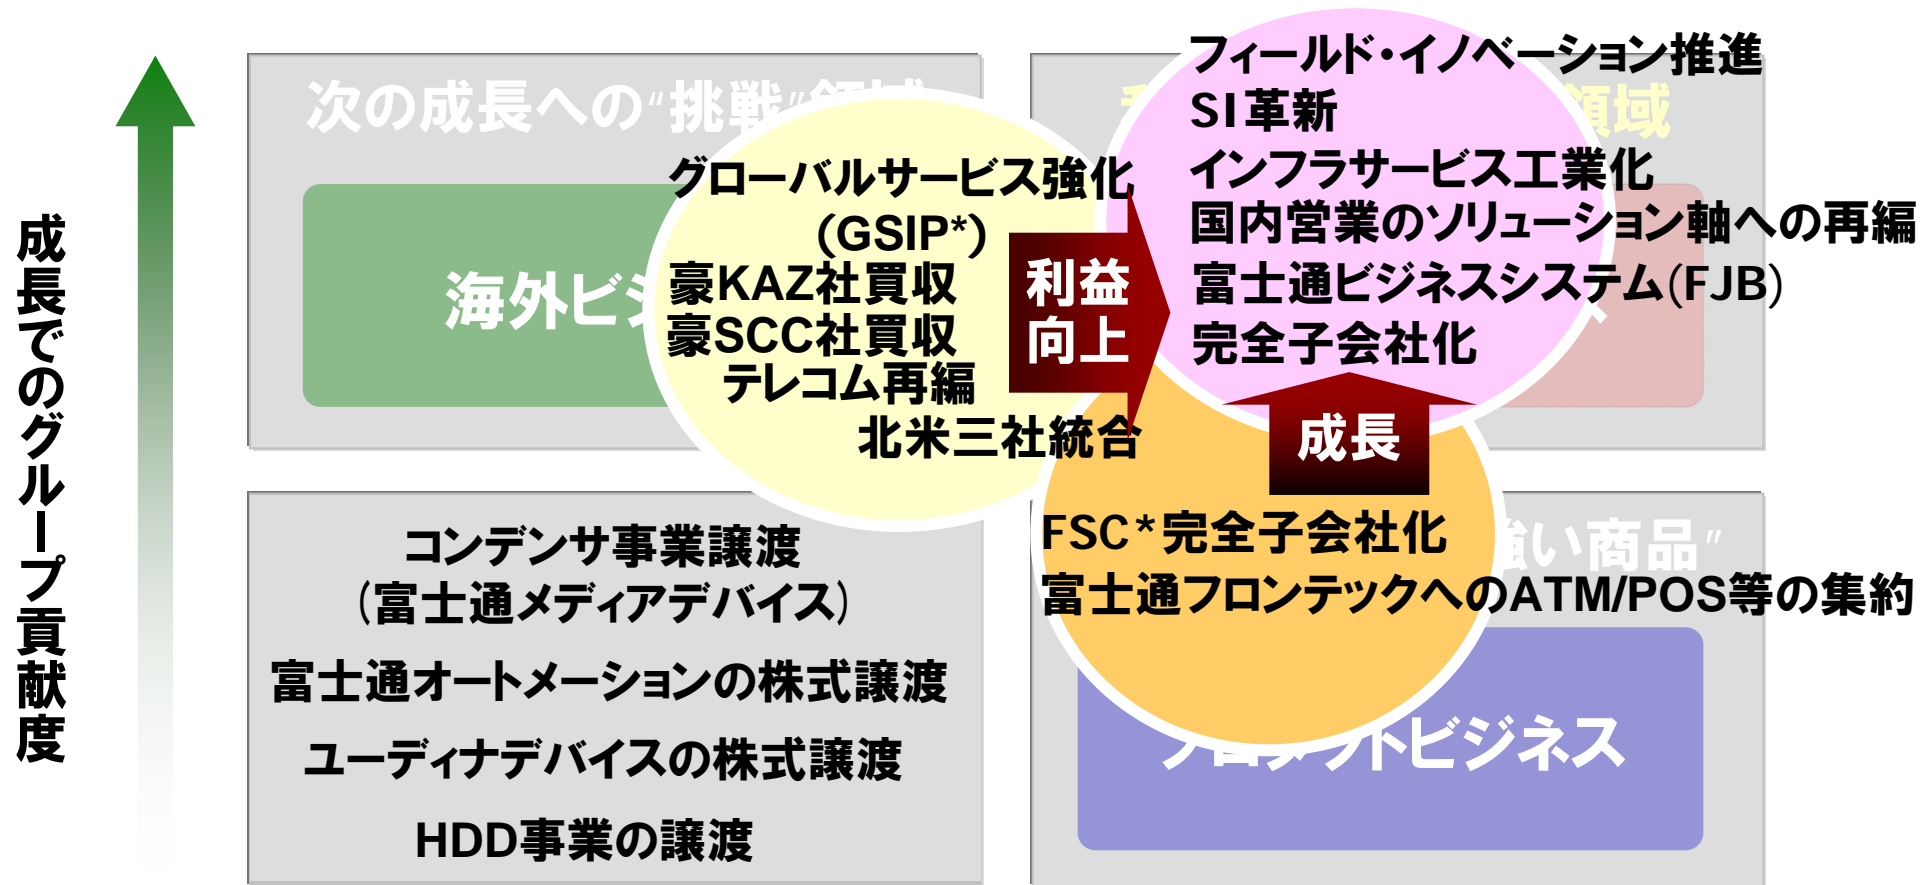 成長でのグループ貢献度
次の成長への“挑戦”領域
グローバルサービス強化
（GSIP*）
豪KAZ社買収
豪SCC社買収
テレコム再編
北米三社統合
海外ビジ
利益
向上
領域
フィールド・イノベーション推進
SI革新
インフラサービス工業化
国内営業のソリューション軸への再編
富士通ビジネスシステム(FJB)
完全子会社化
成長
コンデンサ事業譲渡
(富士通メディアデバイス)
富士通オートメーションの株式譲渡
ユーディナデバイスの株式譲渡
HDD事業の譲渡
強い商品”
FSC*完全子会社化
富士通フロンテックへのATM/POS等の集約
プロダクトビジネス